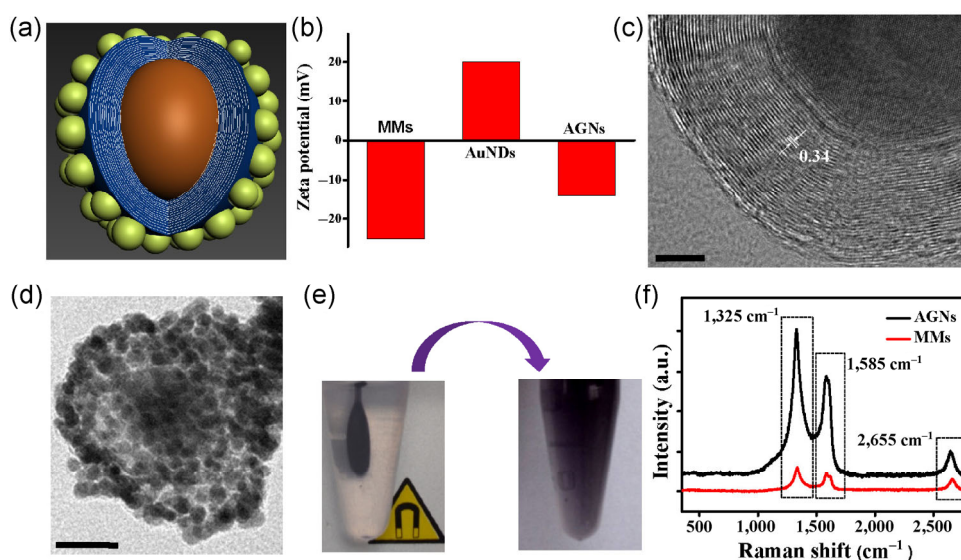 (a)
(b)
Zeta potential (mV)
20
10
0
−10
−20
MMs
AuNDs
AGNs
(c)
0.34
(d)
(e)
(f)
Intensity (a.u.)
1,325 cm⁻¹
AGNs
MMs
1,585 cm⁻¹
2,655 cm⁻¹
500
1,500
2,000
2,500
Raman shift (cm⁻¹)